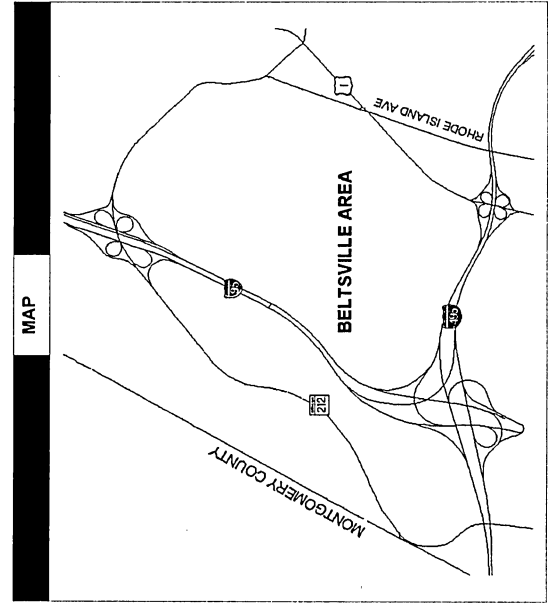 MAP
MONTGOMERY COUNTY
95
212
BELTSVILLE AREA
1
RHODE ISLAND AVE
495